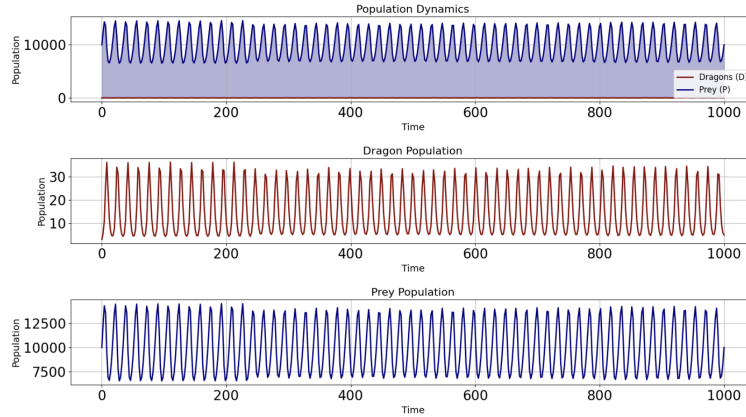 Population Dynamics
Population
10000
0
Dragons (D)
Prey (P)
0 200 400 600 800 1000
Time
Dragon Population
Population
30
20
10
0 200 400 600 800 1000
Time
Prey Population
Population
12500
10000
7500
0 200 400 600 800 1000
Time